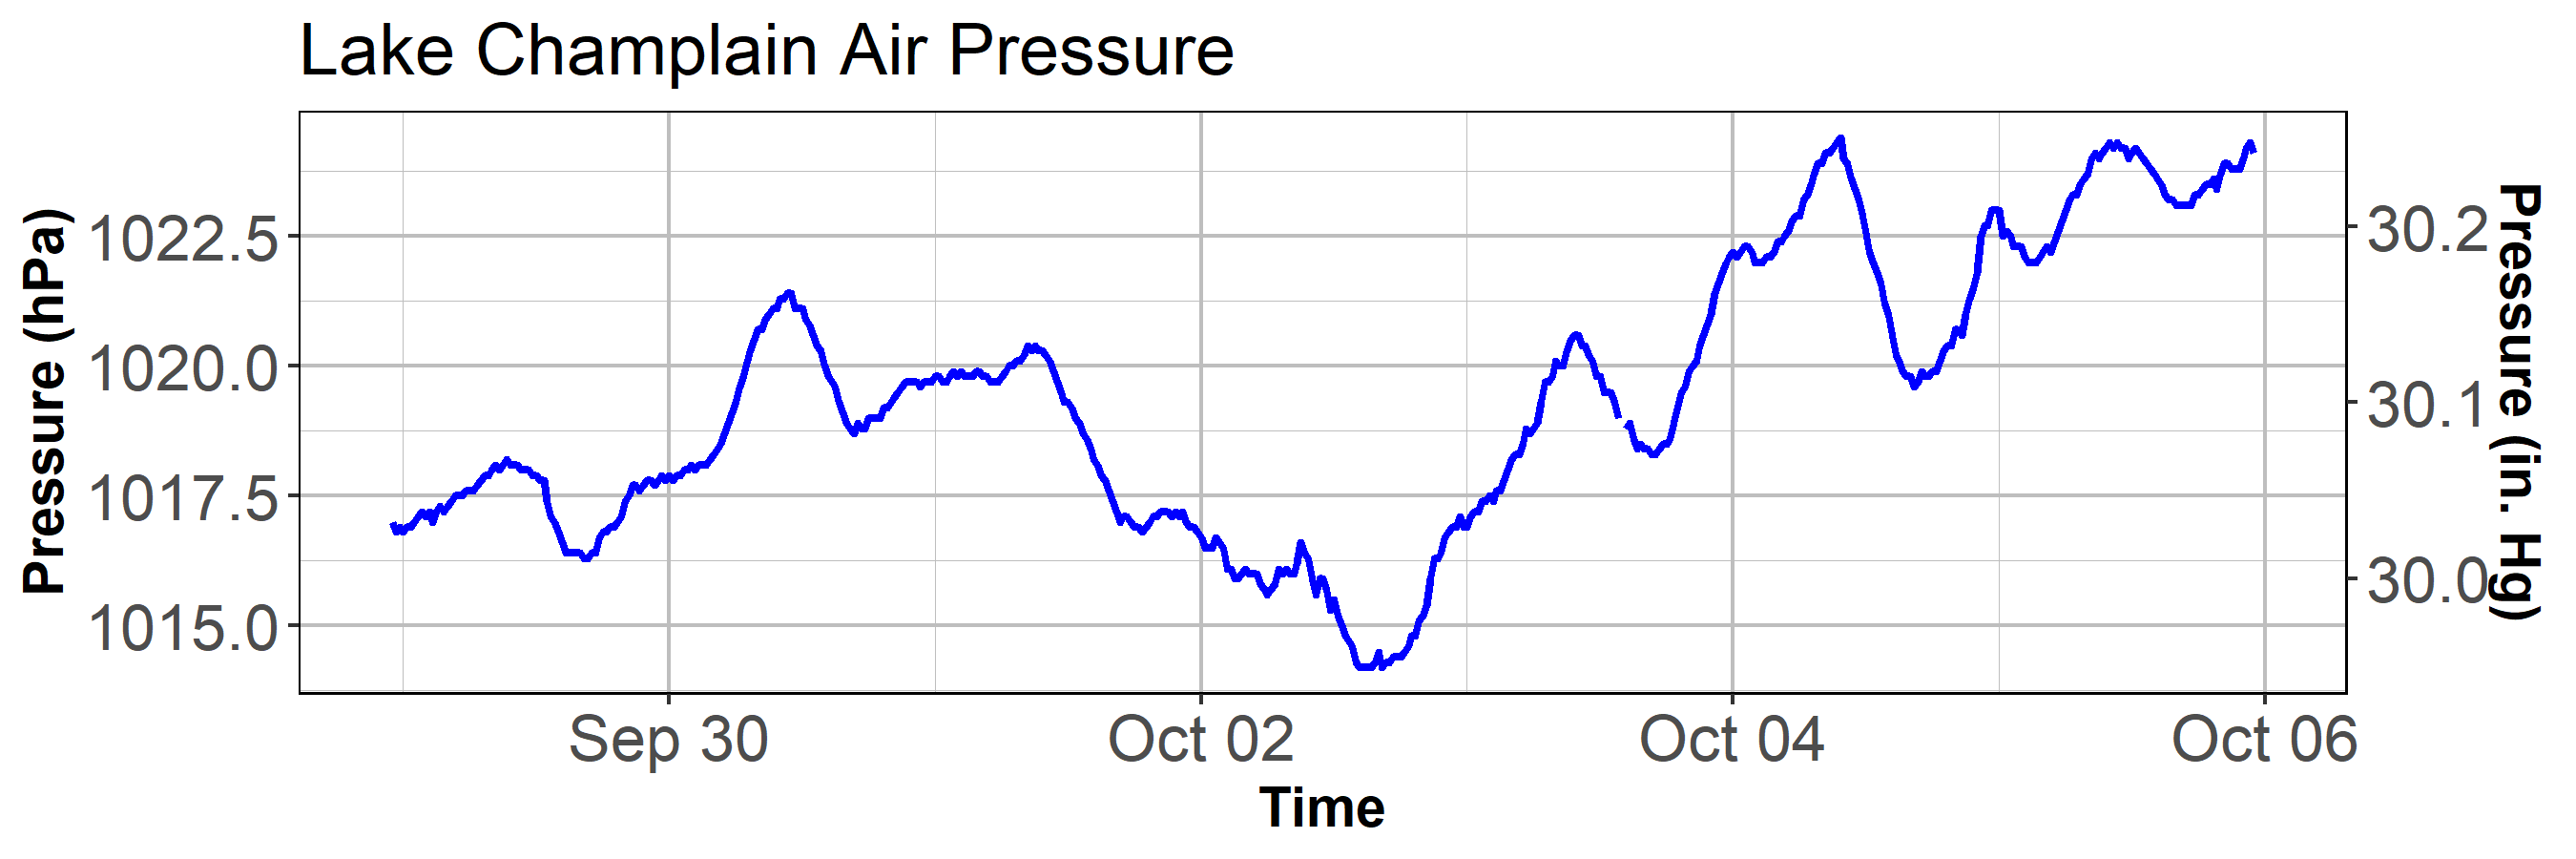 Lake Champlain Air Pressure
Pressure (hPa)
1022.5
1020.0
1017.5
1015.0
30.2
30.1
30.0
Pressure (in. Hg)
Sep 30
Oct 02
Oct 04
Oct 06
Time